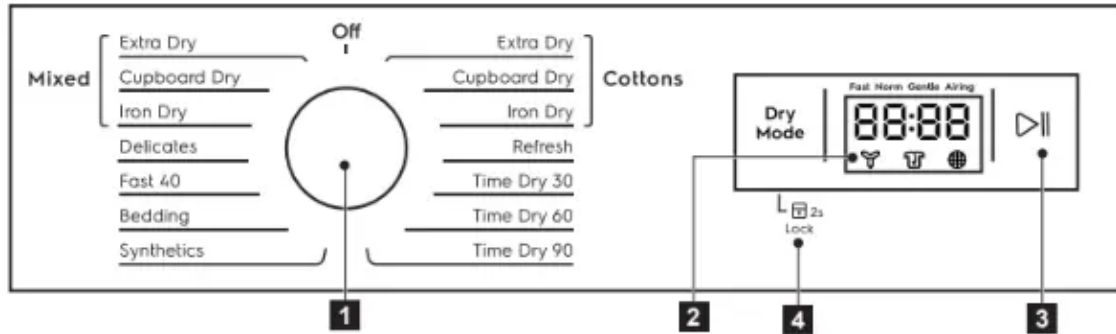 Off
Mixed
Extra Dry
Cupboard Dry
Iron Dry
Delicates
Fast 40
Bedding
Synthetics
Extra Dry
Cupboard Dry
Iron Dry
Cottons
Refresh
Time Dry 30
Time Dry 60
Time Dry 90
Dry
Mode
Fast Norm Gentle Airing
88:88
2s
Lock
1
2
4
3